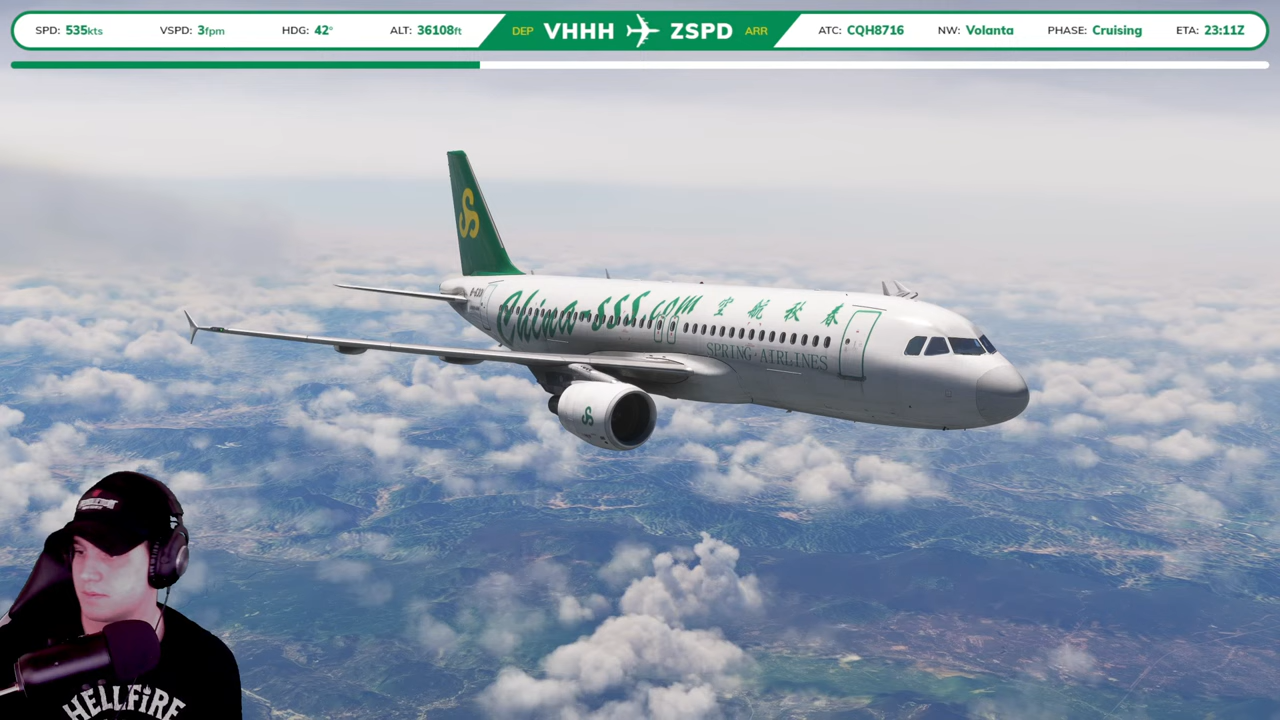 SPD: 535kts VSPD: 3fpm HDG: 42° ALT: 36108ft DEP VHHH ZSPD ARR ATC: CQH8716 NW: Volanta PHASE: Cruising ETA: 23:11Z
China-SSS.com 空航秋春
SPRING AIRLINES
HELLFIRE